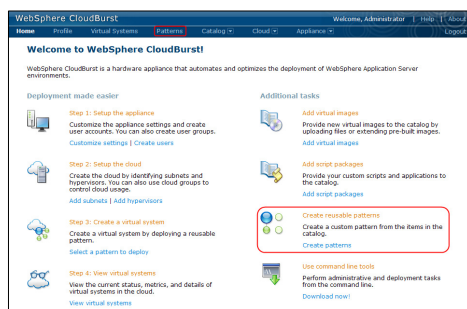 WebSphere CloudBurst
Welcome, Administrator | Help | About
Home Profile Virtual Systems Patterns Catalog Cloud Appliance Logout
Welcome to WebSphere CloudBurst!
WebSphere CloudBurst is a hardware appliance that automates and optimizes the deployment of WebSphere Application Server
environments.
Deployment made easier
Step 1: Setup the appliance
Customize the appliance settings and create
user accounts. You can also create user groups.
Customize settings | Create users
Step 2: Setup the cloud
Create the cloud by identifying subnets and
hypervisors. You can also use cloud groups to
control cloud usage.
Add subnets | Add hypervisors
Step 3: Create a virtual system
Create a virtual system by deploying a reusable
pattern.
Select a pattern to deploy
Step 4: View virtual systems
View the current status, metrics, and details of
virtual systems in the cloud.
View virtual systems
Additional tasks
Add virtual images
Provide new virtual images to the catalog by
uploading files or extending pre-built images.
Add virtual images
Add script packages
Provide your custom scripts and applications to
the catalog.
Add script packages
Create reusable patterns
Create a custom pattern from the items in the
catalog.
Create patterns
Use command line tools
Perform administrative and deployment tasks
from the command line.
Download now!